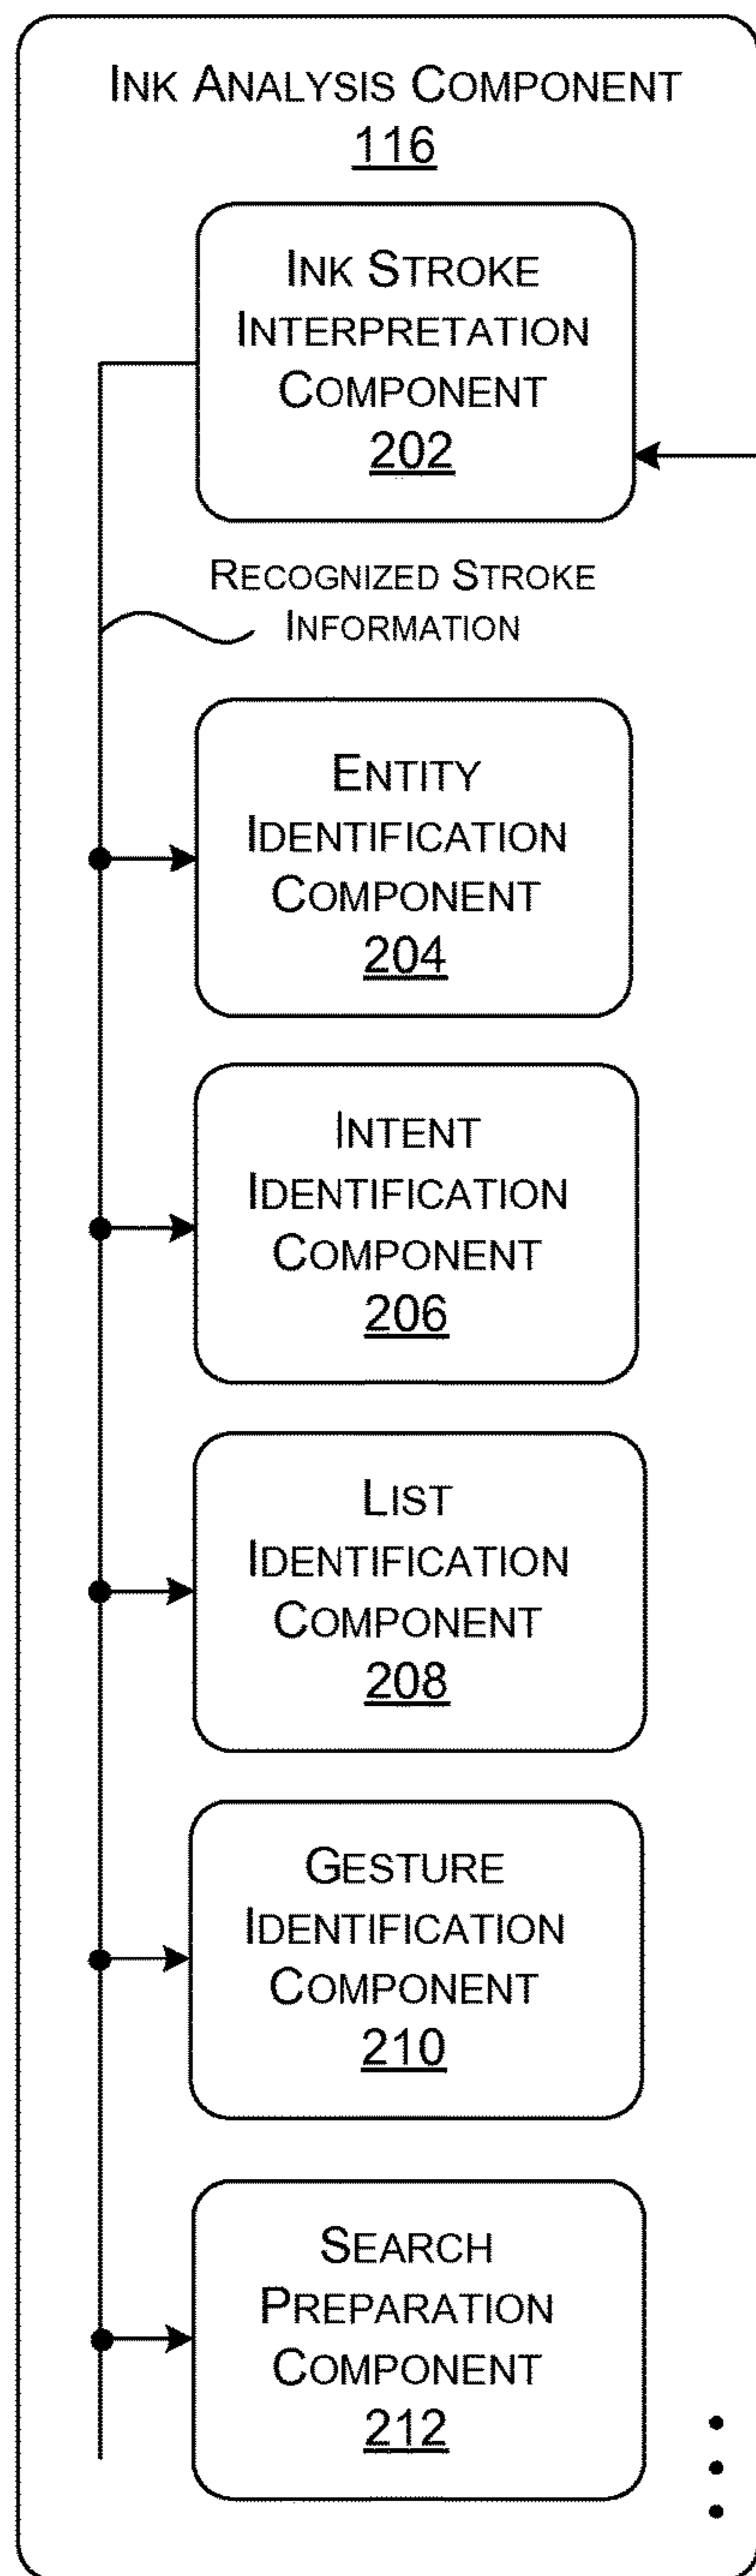 INK ANALYSIS COMPONENT
116
INK STROKE
INTERPRETATION
COMPONENT
202
RECOGNIZED STROKE
INFORMATION
ENTITY
IDENTIFICATION
COMPONENT
204
INTENT
IDENTIFICATION
COMPONENT
206
LIST
IDENTIFICATION
COMPONENT
208
GESTURE
IDENTIFICATION
COMPONENT
210
SEARCH
PREPARATION
COMPONENT
212